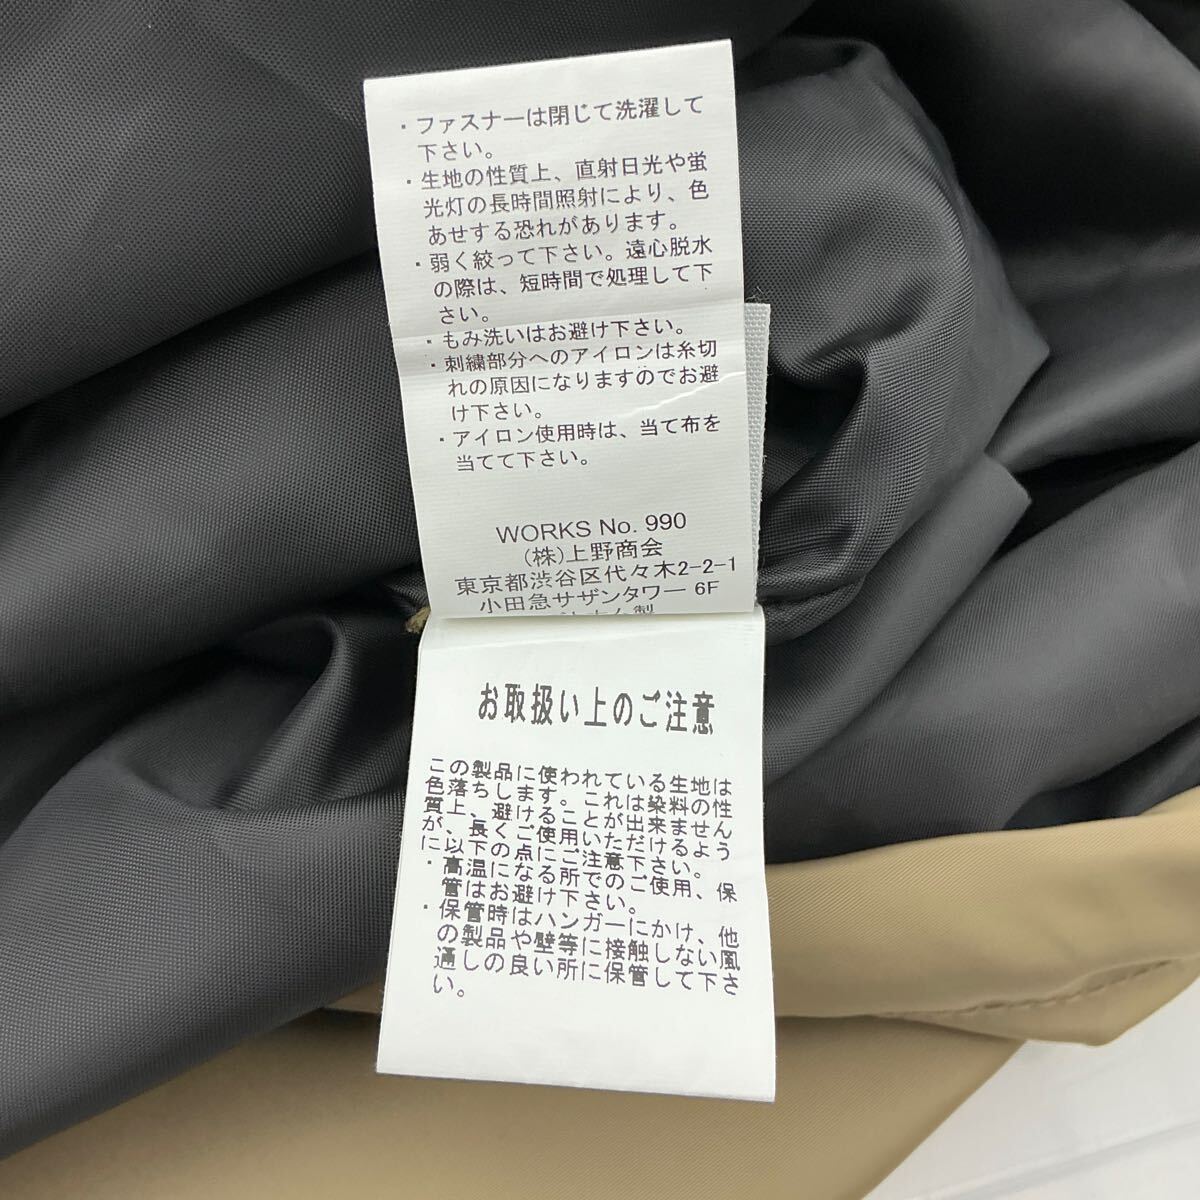 ・ファスナーは閉じて洗濯して
下さい。
・生地の性質上、直射日光や蛍
光灯の長時間照射により、色
あせする恐れがあります。
・弱く絞って下さい。遠心脱水
の際は、短時間で処理して下
さい。
・もみ洗いはお避け下さい。
・刺繍部分へのアイロンは糸切
れの原因になりますのでお避
け下さい。
・アイロン使用時は、当て布を
当てて下さい。
WORKS No. 990
(株)上野商会
東京都渋谷区代々木2-2-1
小田急サザンタワー 6F
お取扱い上のご注意
この製品に使われている生地は
色落ちします。これは染料の性
質上、避けることが出来ません
が、長くご使用いただけるよう
に以下の点にご注意下さい。
・高温になる所でのご使用、保
管はお避け下さい。
・保管時はハンガーにかけ、他
の製品や壁等に接触しない風
通しの良い所に保管して下さ
い。